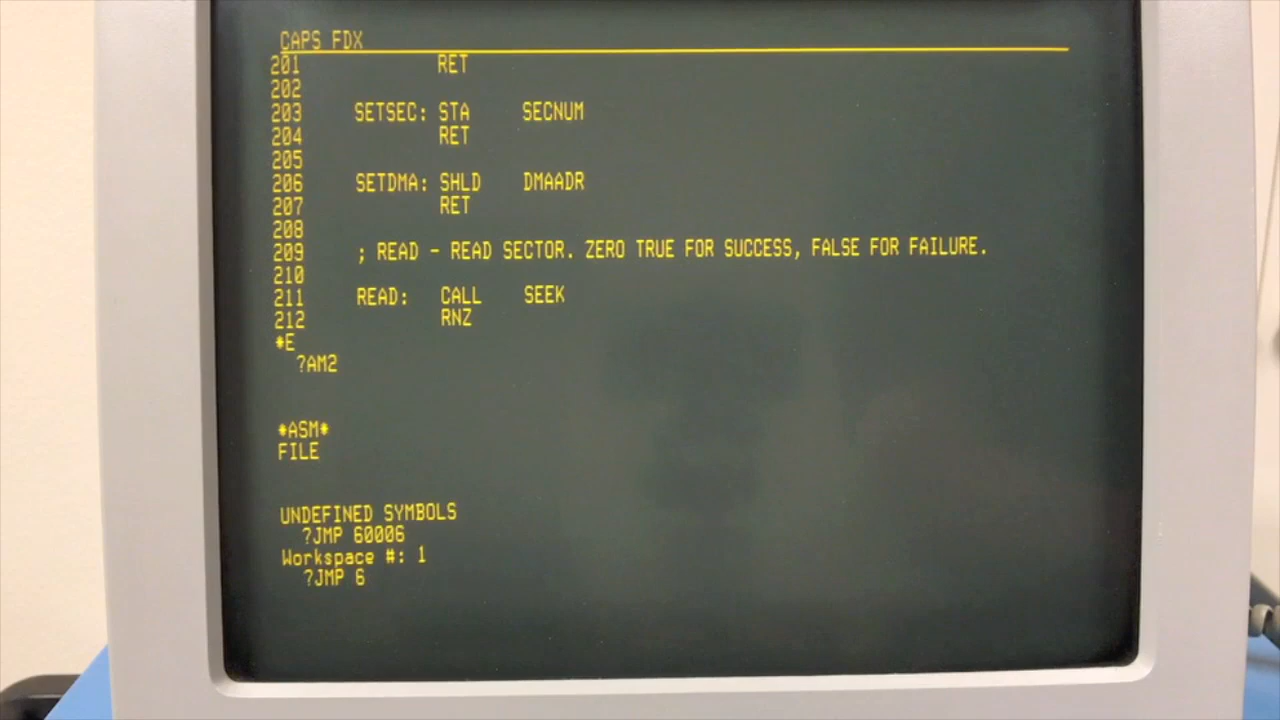 CAPS FDX
201 RET
202
203 SETSEC: STA SECNUM
204 RET
205
206 SETDMA: SHLD DMAADR
207 RET
208
209 ; READ - READ SECTOR. ZERO TRUE FOR SUCCESS, FALSE FOR FAILURE.
210
211 READ: CALL SEEK
212 RNZ
*E
?AM2
*ASM*
FILE
UNDEFINED SYMBOLS
?JMP 60006
Workspace #: 1
?JMP 6